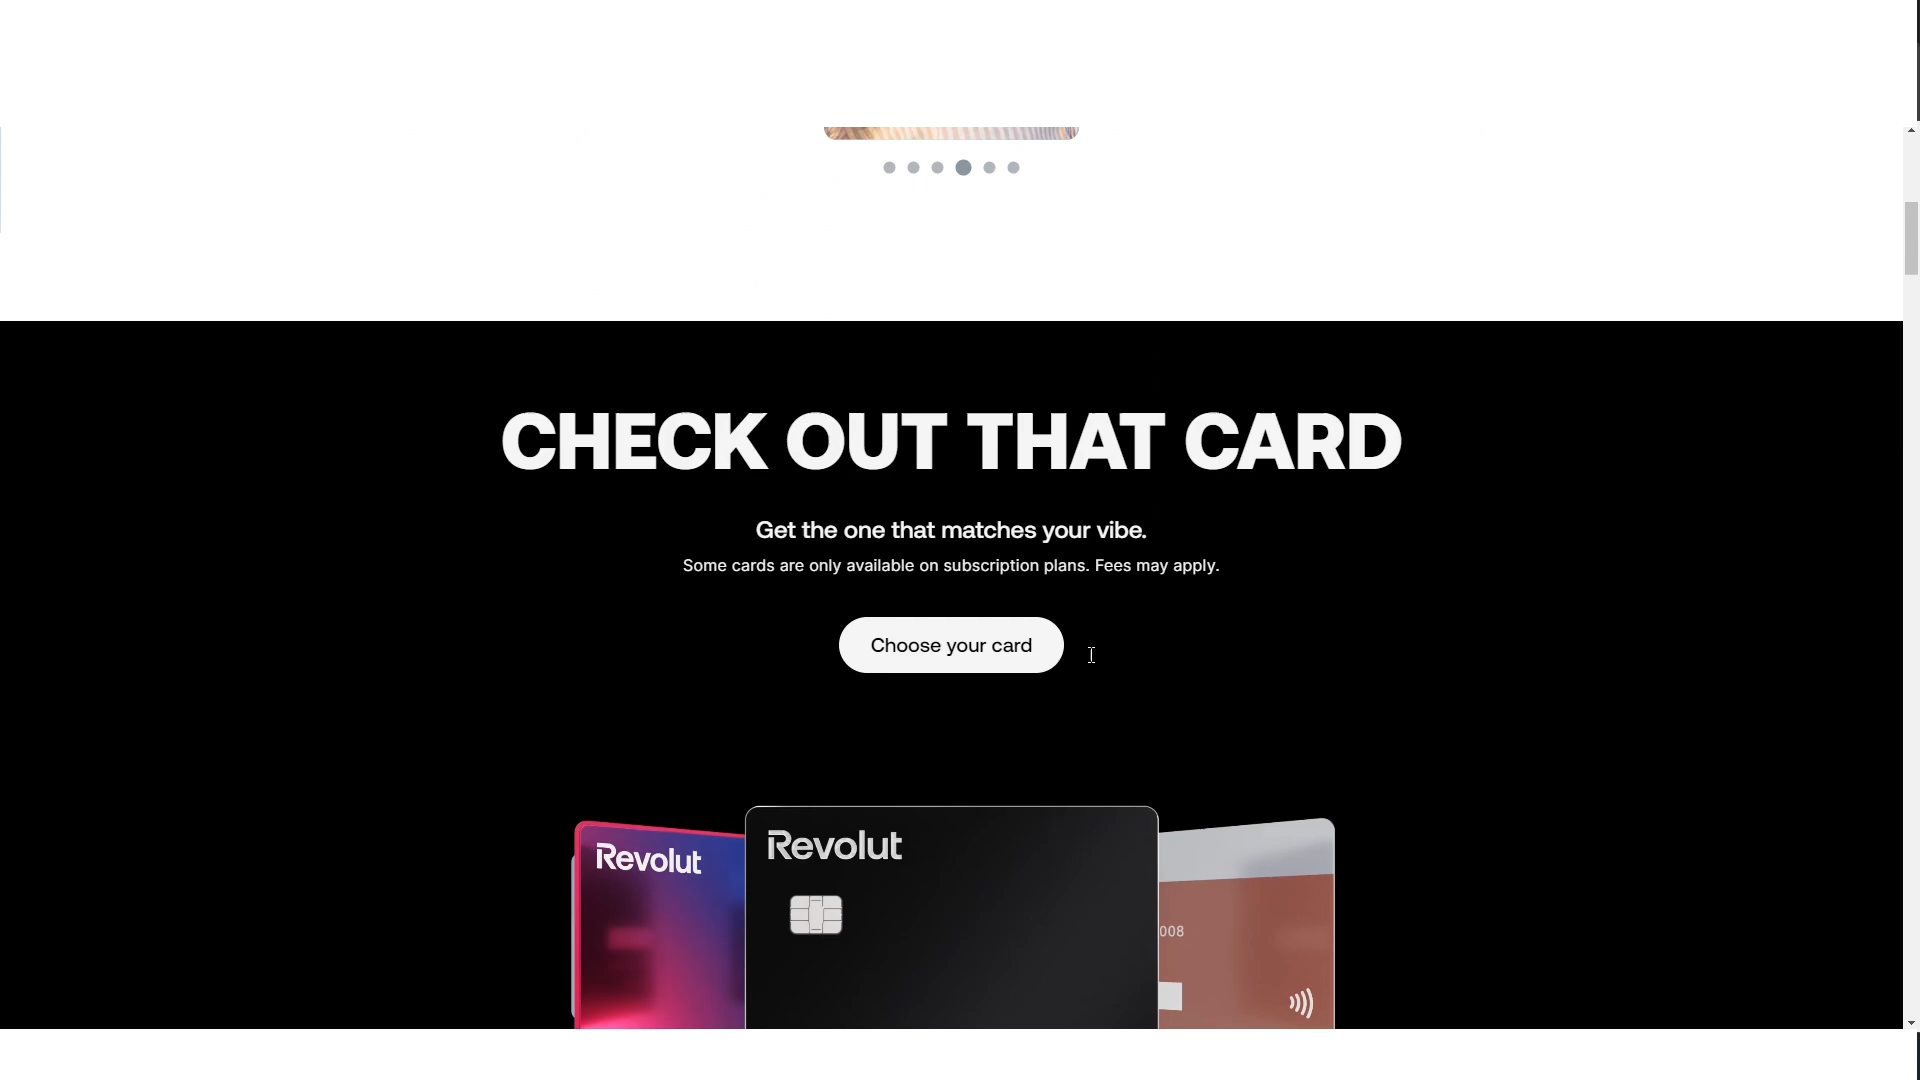 CHECK OUT THAT CARD
Get the one that matches your vibe.
Some cards are only available on subscription plans. Fees may apply.
Choose your card
Revolut
Revolut
008